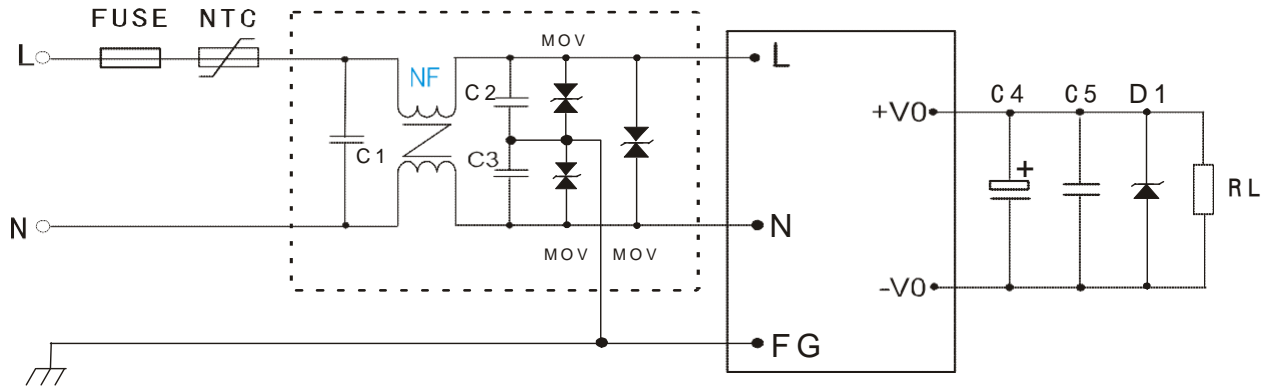 FUSE NTC
MOV
L
NF
C2
L
C4 C5 D1
+V0
C1
C3
+
RL
N
N
MOV MOV
-V0
FG